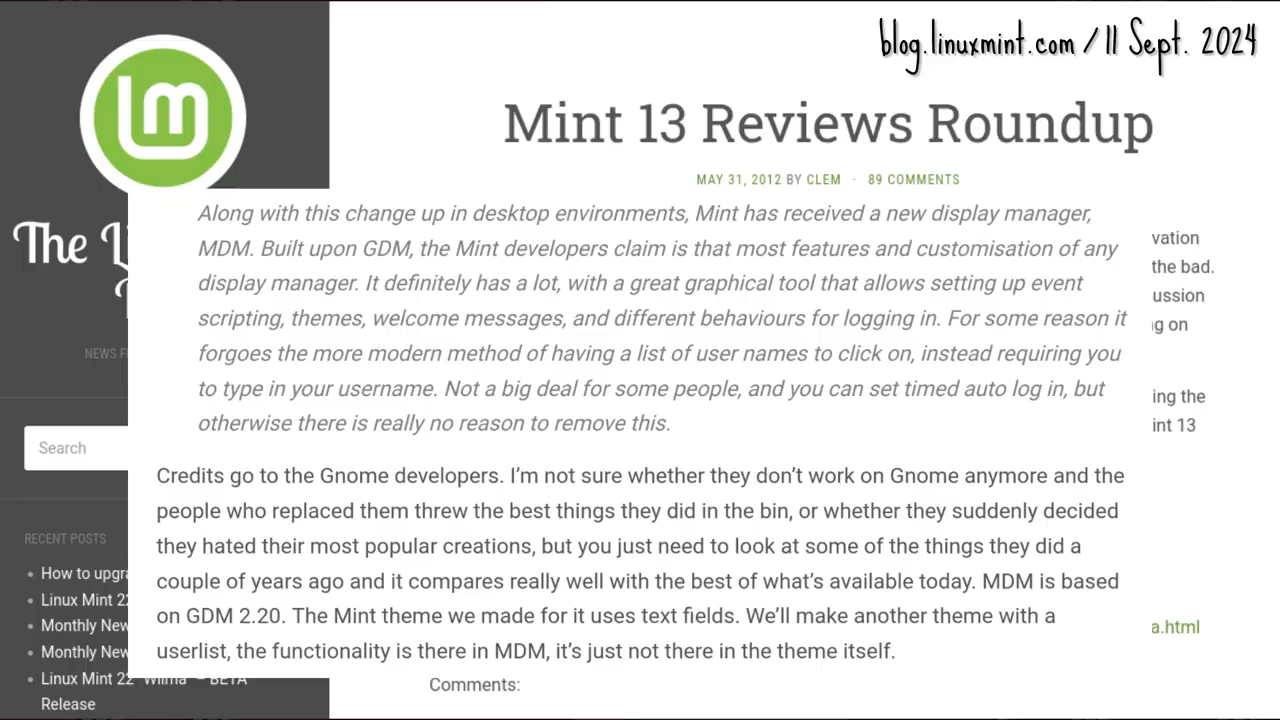 blog.linuxmint.com / 11 Sept. 2024
Mint 13 Reviews Roundup
MAY 31, 2012 BY CLEM · 89 COMMENTS
The
Along with this change up in desktop environments, Mint has received a new display manager,
MDM. Built upon GDM, the Mint developers claim is that most features and customisation of any
display manager. It definitely has a lot, with a great graphical tool that allows setting up event
scripting, themes, welcome messages, and different behaviours for logging in. For some reason it
forgoes the more modern method of having a list of user names to click on, instead requiring you
to type in your username. Not a big deal for some people, and you can set timed auto log in, but
otherwise there is really no reason to remove this.
Credits go to the Gnome developers. I’m not sure whether they don’t work on Gnome anymore and the
people who replaced them threw the best things they did in the bin, or whether they suddenly decided
they hated their most popular creations, but you just need to look at some of the things they did a
couple of years ago and it compares really well with the best of what’s available today. MDM is based
on GDM 2.20. The Mint theme we made for it uses text fields. We’ll make another theme with a
userlist, the functionality is there in MDM, it’s just not there in the theme itself.
vation
the bad.
ussion
on
ing the
int 13
a.html
Comments:
NEWS
Search
RECENT POSTS
How to upgra
Linux Mint 22
Monthly New
Monthly New
Linux Mint 22 “Wilma” – BETA
Release